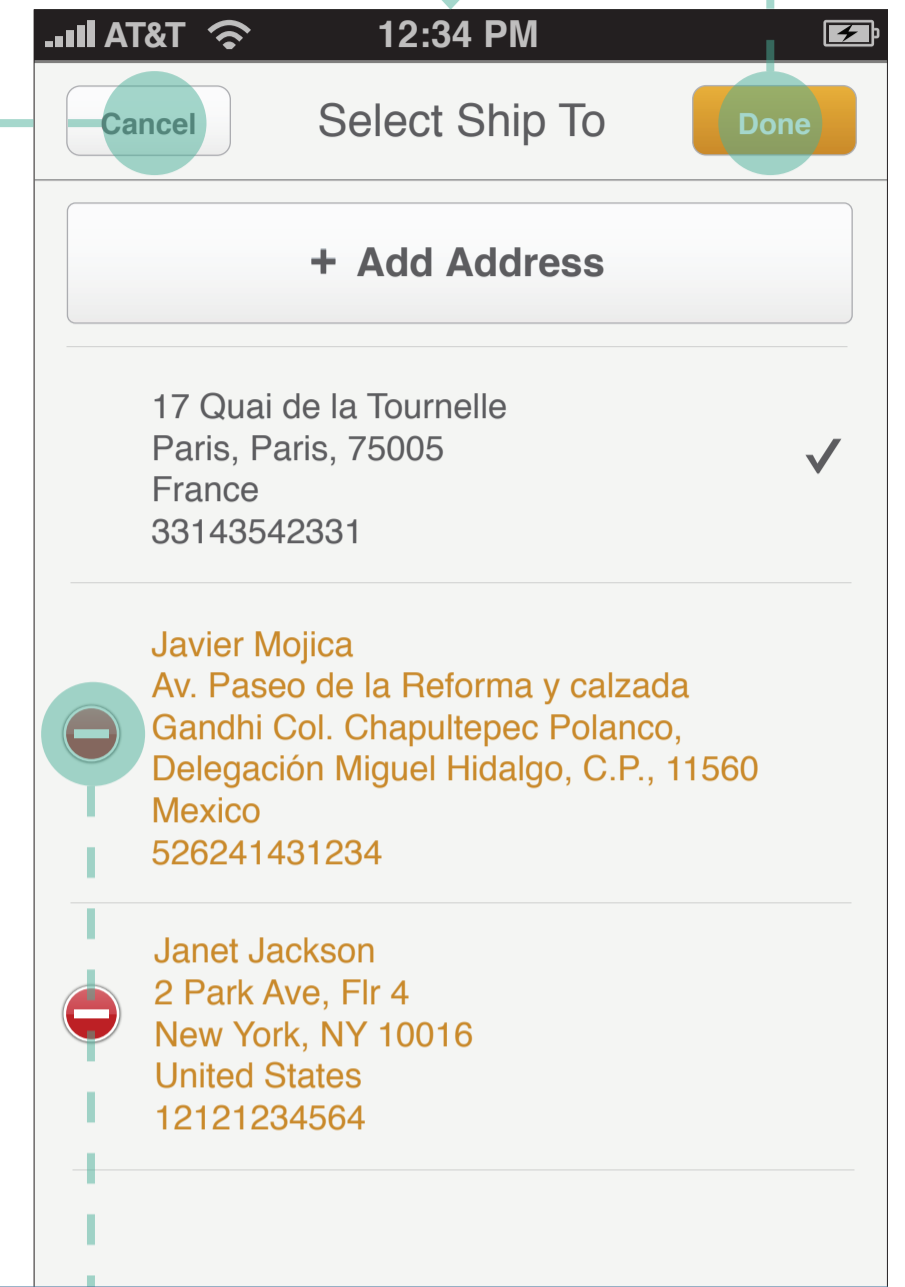 AT&T 12:34 PM
Cancel Select Ship To Done
+ Add Address
17 Quai de la Tournelle
Paris, Paris, 75005
France
33143542331
Javier Mojica
Av. Paseo de la Reforma y calzada
Gandhi Col. Chapultepec Polanco,
Delegación Miguel Hidalgo, C.P., 11560
Mexico
526241431234
Janet Jackson
2 Park Ave, Flr 4
New York, NY 10016
United States
12121234564